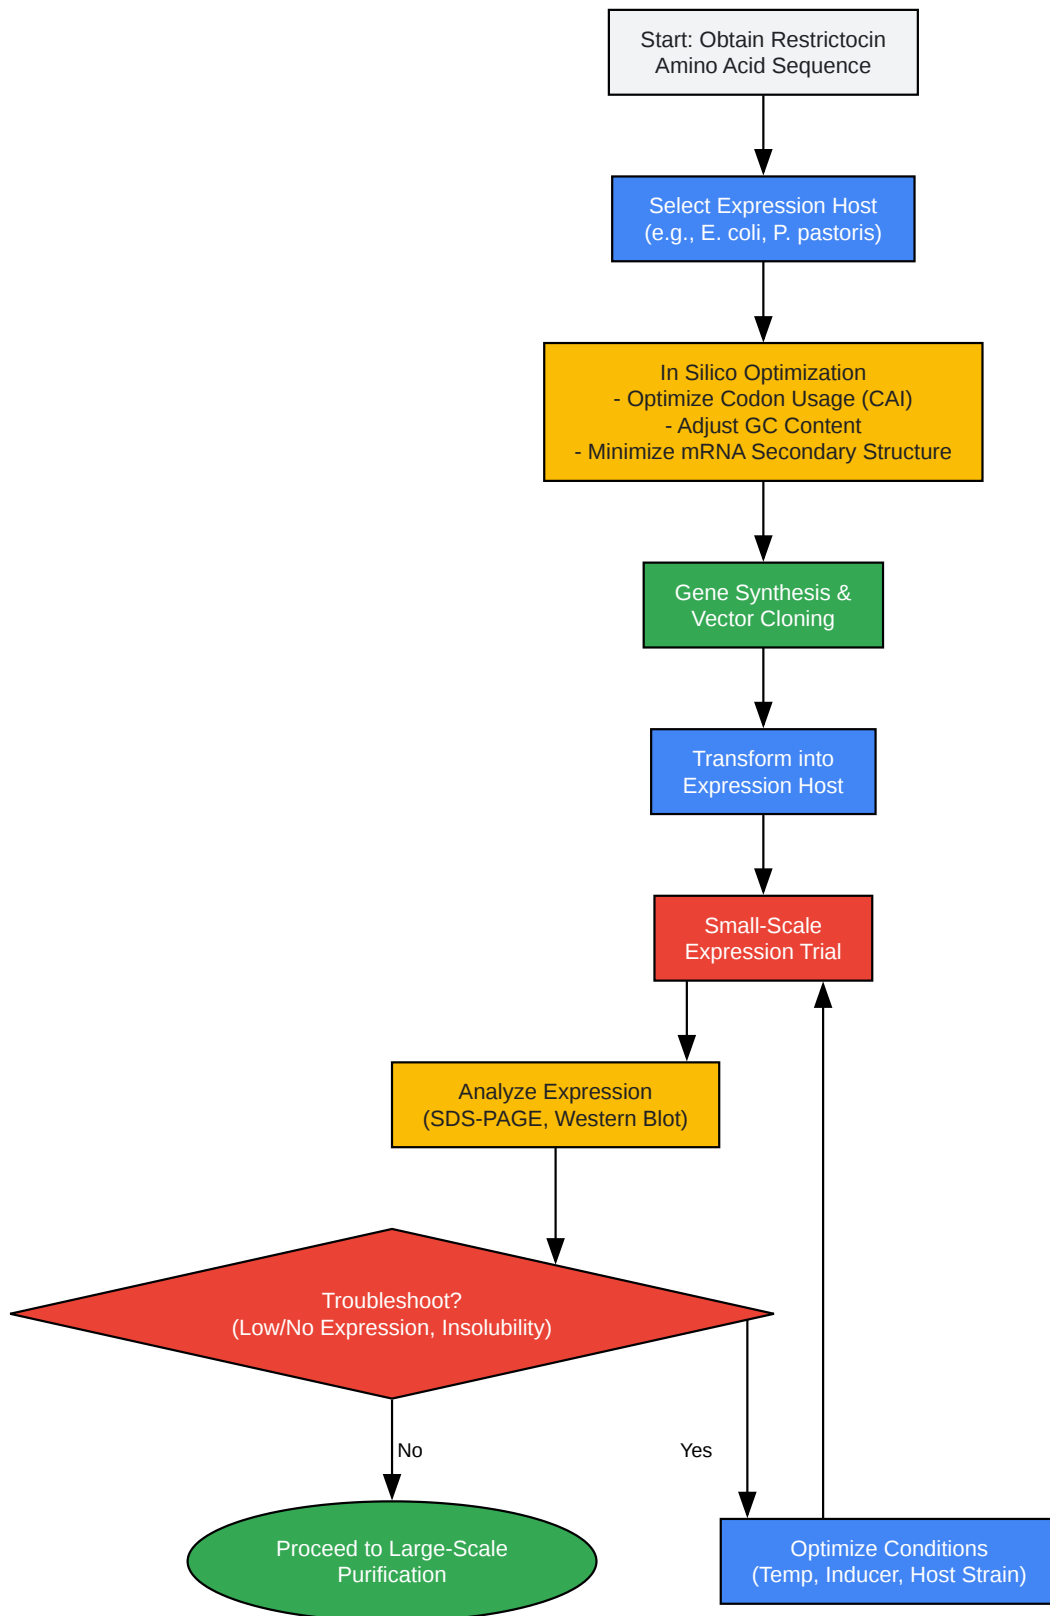 Start: Obtain Restrictocin
Amino Acid Sequence
Select Expression Host
(e.g., E. coli, P. pastoris)
In Silico Optimization
- Optimize Codon Usage (CAI)
- Adjust GC Content
- Minimize mRNA Secondary Structure
Gene Synthesis &
Vector Cloning
Transform into
Expression Host
Small-Scale
Expression Trial
Analyze Expression
(SDS-PAGE, Western Blot)
Troubleshoot?
(Low/No Expression, Insolubility)
No
Yes
Proceed to Large-Scale
Purification
Optimize Conditions
(Temp, Inducer, Host Strain)